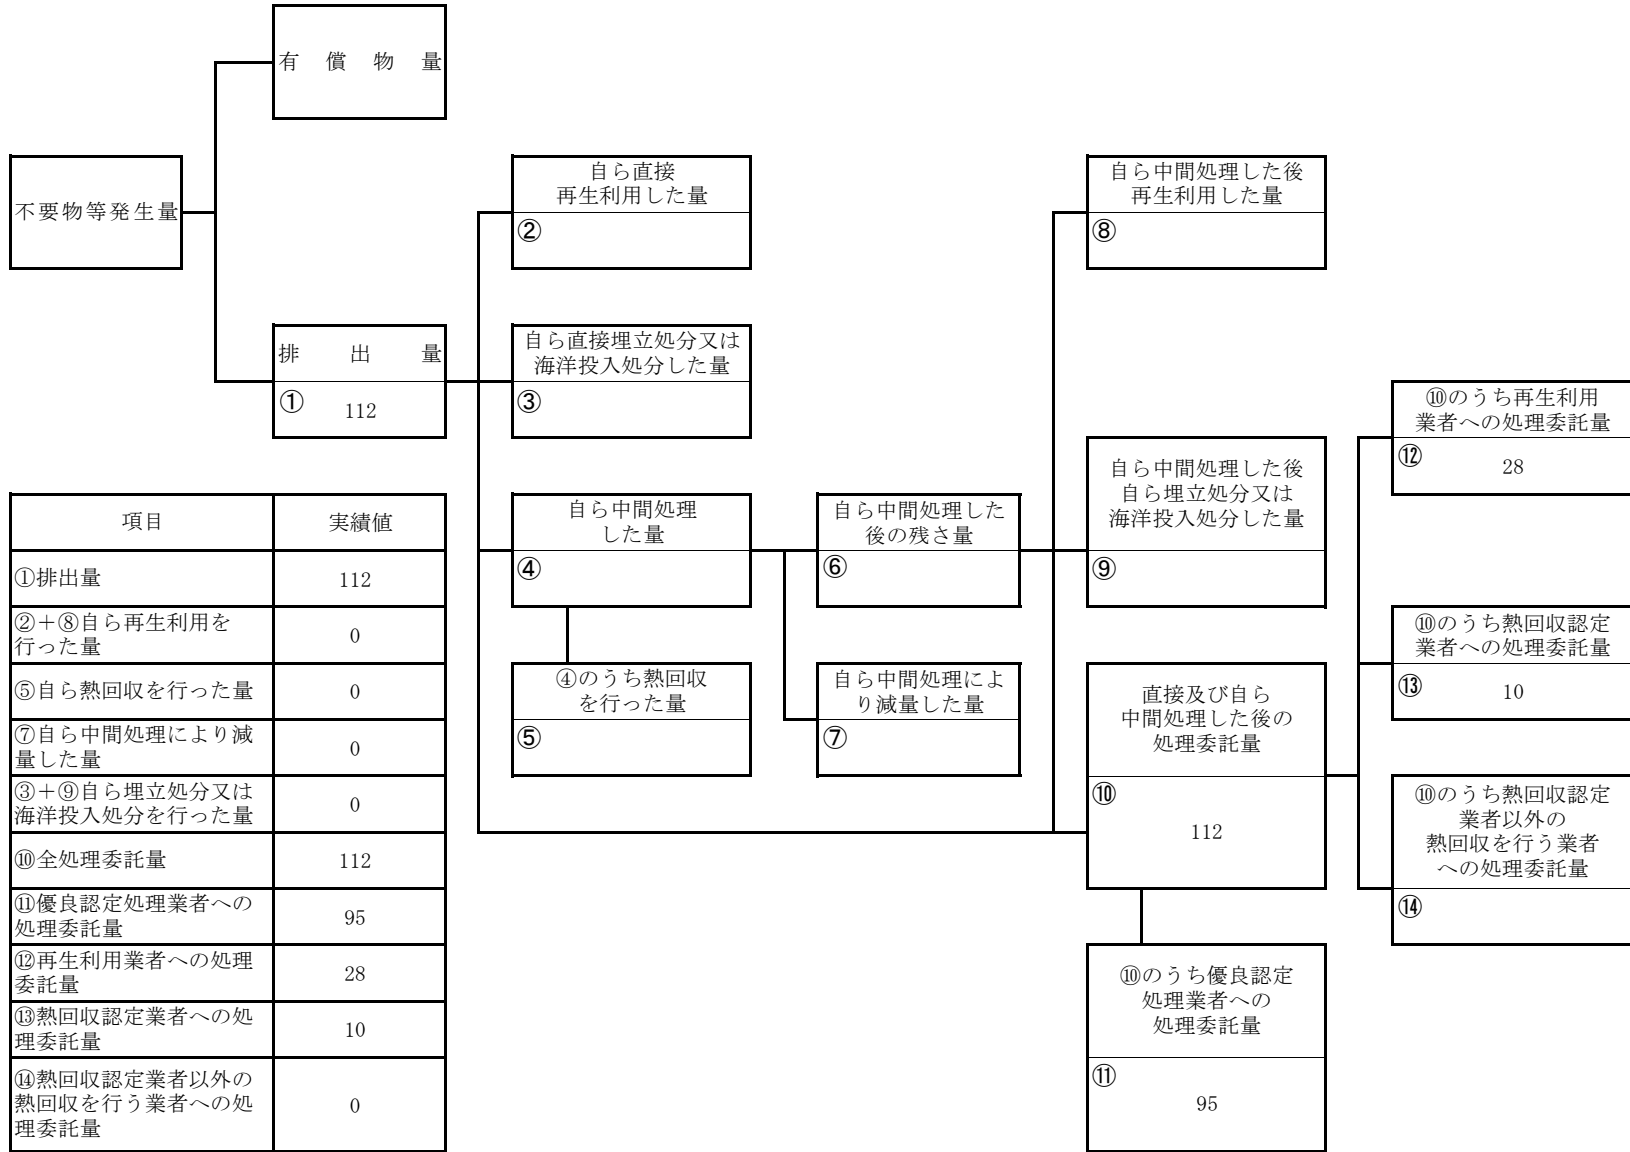 有償物量
不要物等発生量
自ら直接
再生利用した量
②
自ら中間処理した後
再生利用した量
⑧
排出量
① 112
自ら直接埋立処分又は
海洋投入処分した量
③
⑩のうち再生利用
業者への処理委託量
⑫ 28
自ら中間処理
した量
④
自ら中間処理した
後の残さ量
⑥
自ら中間処理した後
自ら埋立処分又は
海洋投入処分した量
⑨
⑩のうち熱回収認定
業者への処理委託量
⑬ 10
④のうち熱回収
を行った量
⑤
自ら中間処理によ
り減量した量
⑦
直接及び自ら
中間処理した後の
処理委託量
⑩
112
⑩のうち熱回収認定
業者以外の
熱回収を行う業者
への処理委託量
⑭
⑩のうち優良認定
処理業者への
処理委託量
⑪
95
項目 実績値
①排出量 112
②+⑧自ら再生利用を
行った量 0
⑤自ら熱回収を行った量 0
⑦自ら中間処理により減
量した量 0
③+⑨自ら埋立処分又は
海洋投入処分を行った量 0
⑩全処理委託量 112
⑪優良認定処理業者への
処理委託量 95
⑫再生利用業者への処理
委託量 28
⑬熱回収認定業者への処
理委託量 10
⑭熱回収認定業者以外の
熱回収を行う業者への処
理委託量 0